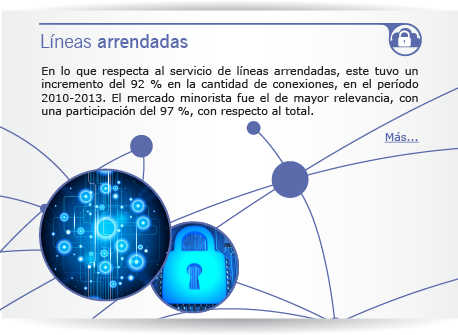 Líneas arrendadas
En lo que respecta al servicio de líneas arrendadas, este tuvo un
incremento del 92 % en la cantidad de conexiones, en el período
2010-2013. El mercado minorista fue el de mayor relevancia, con
una participación del 97 %, con respecto al total.
Más...